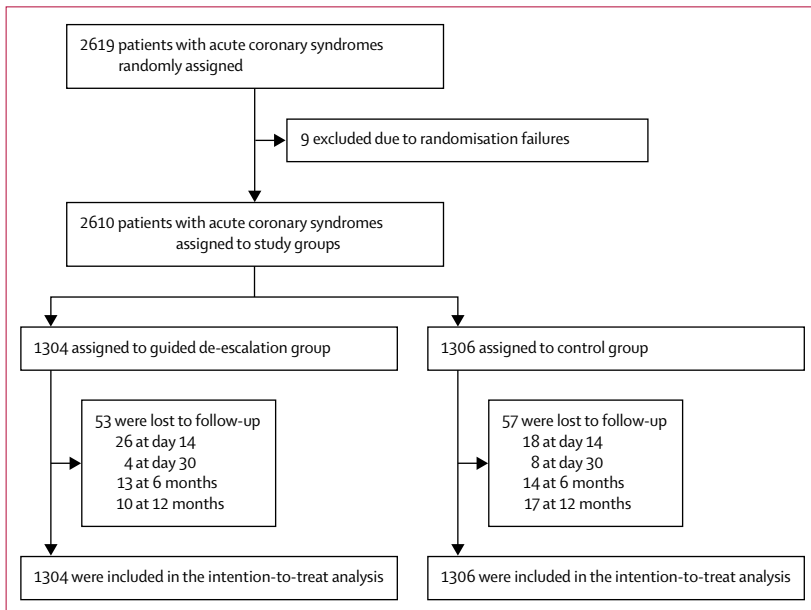 2619 patients with acute coronary syndromes
randomly assigned
9 excluded due to randomisation failures
2610 patients with acute coronary syndromes
assigned to study groups
1304 assigned to guided de-escalation group
53 were lost to follow-up
26 at day 14
4 at day 30
13 at 6 months
10 at 12 months
1304 were included in the intention-to-treat analysis
1306 assigned to control group
57 were lost to follow-up
18 at day 14
8 at day 30
14 at 6 months
17 at 12 months
1306 were included in the intention-to-treat analysis